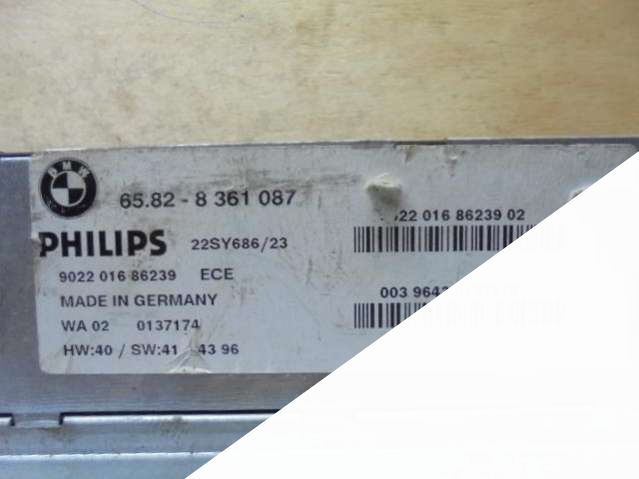 BMW
65.82 - 8 361 087
PHILIPS 22SY686/23
9022 016 86239 ECE
MADE IN GERMANY
WA 02 0137174
HW:40 / SW:41 43 96
22 016 86239 02
003